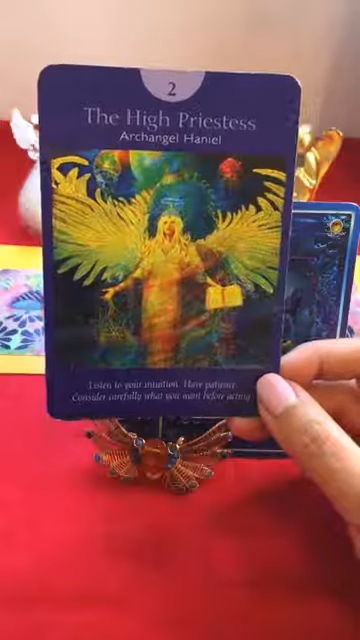 2
The High Priestess
Archangel Haniel
Listen to your intuition. Have patience.
Consider carefully what you want before acting.